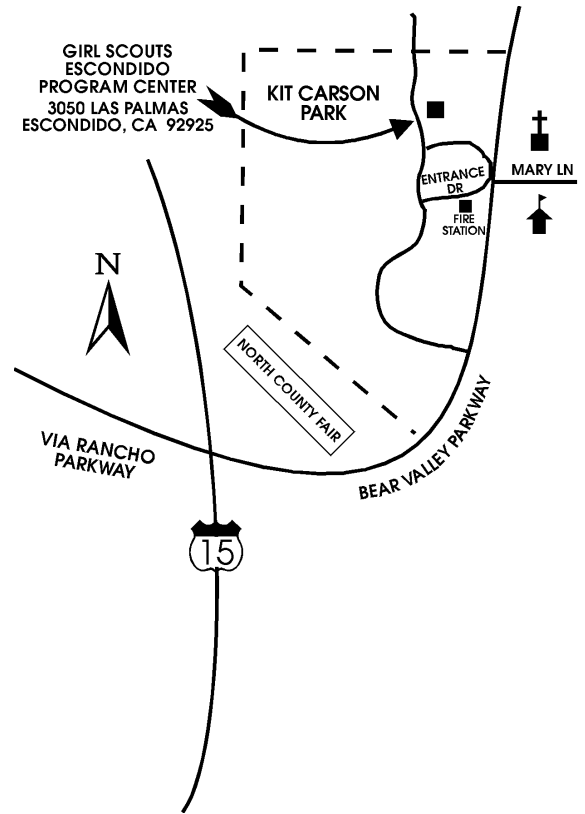 GIRL SCOUTS
ESCONDIDO
PROGRAM CENTER
3050 LAS PALMAS
ESCONDIDO, CA 92925
KIT CARSON
PARK
ENTRANCE
DR
MARY LN
FIRE
STATION
N
NORTH COUNTY FAIR
VIA RANCHO
PARKWAY
BEAR VALLEY PARKWAY
15